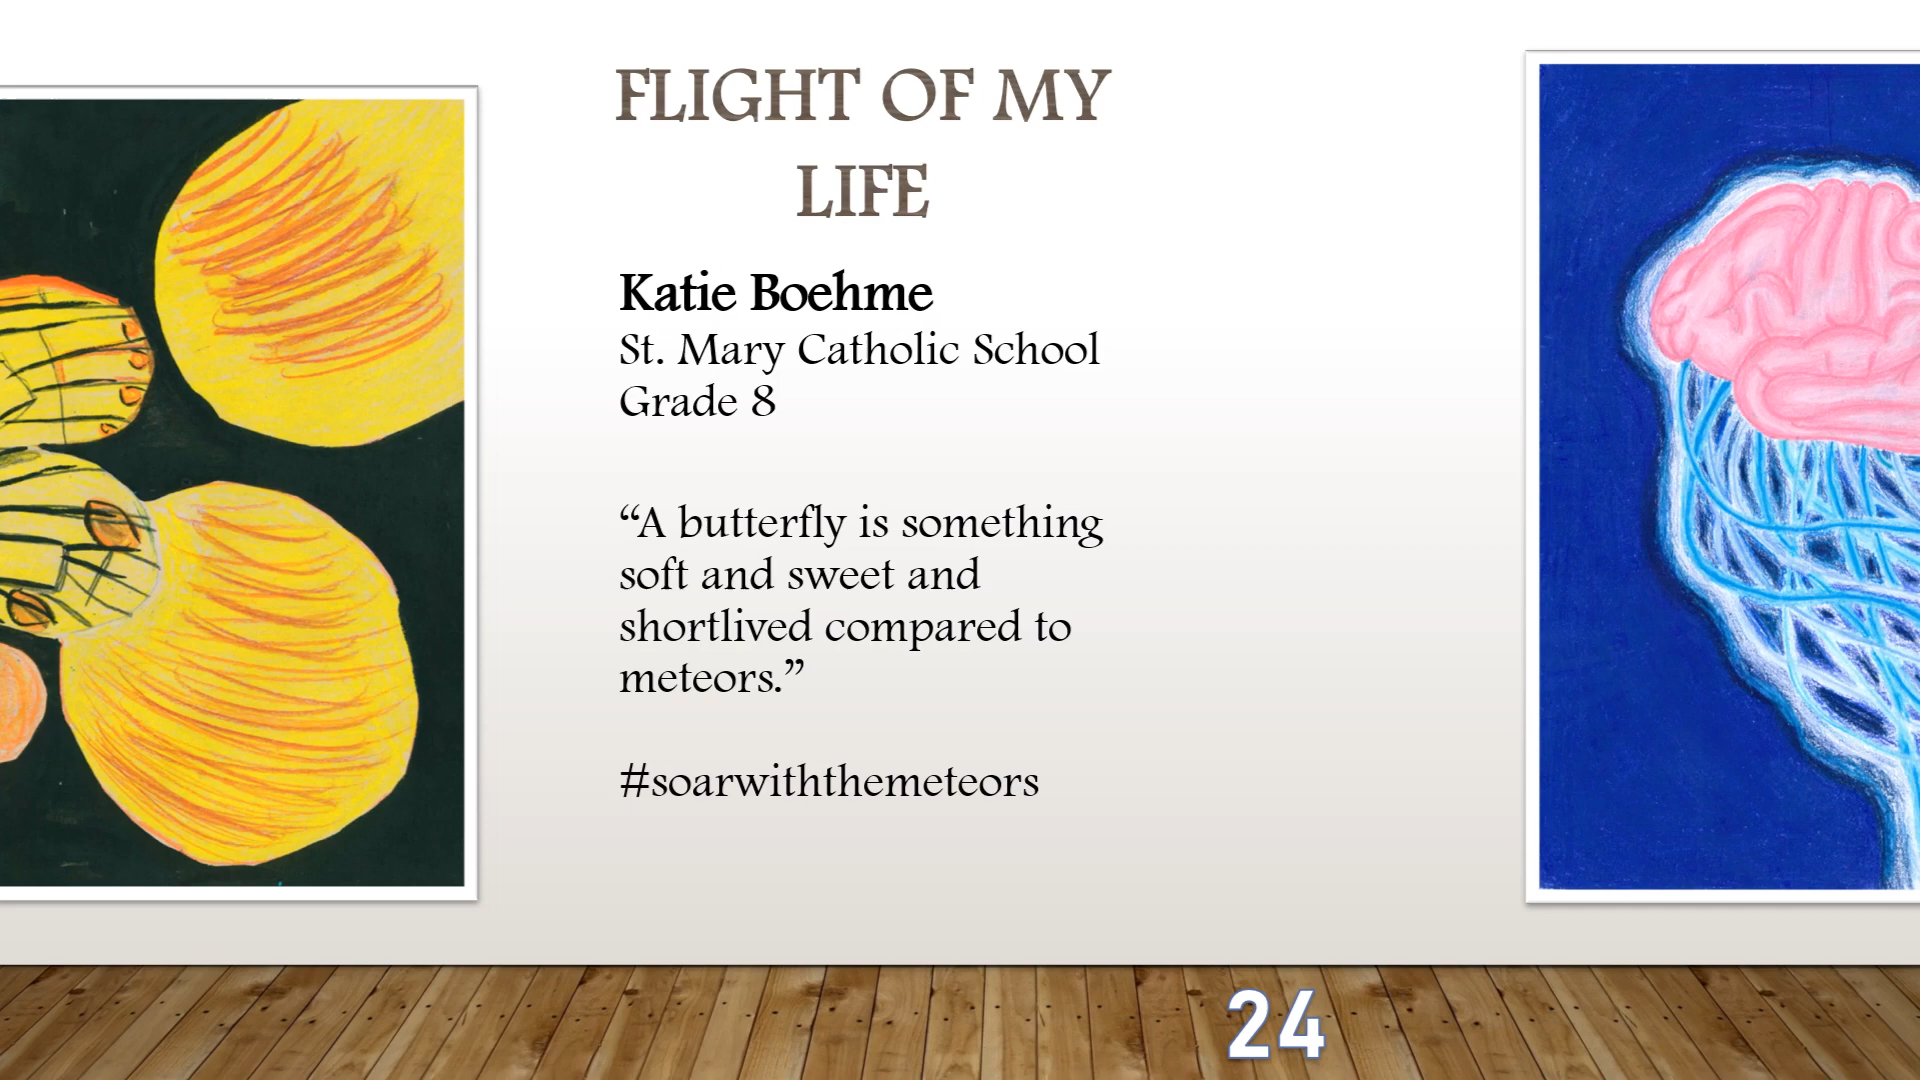 FLIGHT OF MY
LIFE
Katie Boehme
St. Mary Catholic School
Grade 8
“A butterfly is something
soft and sweet and
shortlived compared to
meteors.”
#soarwiththemeteors
24